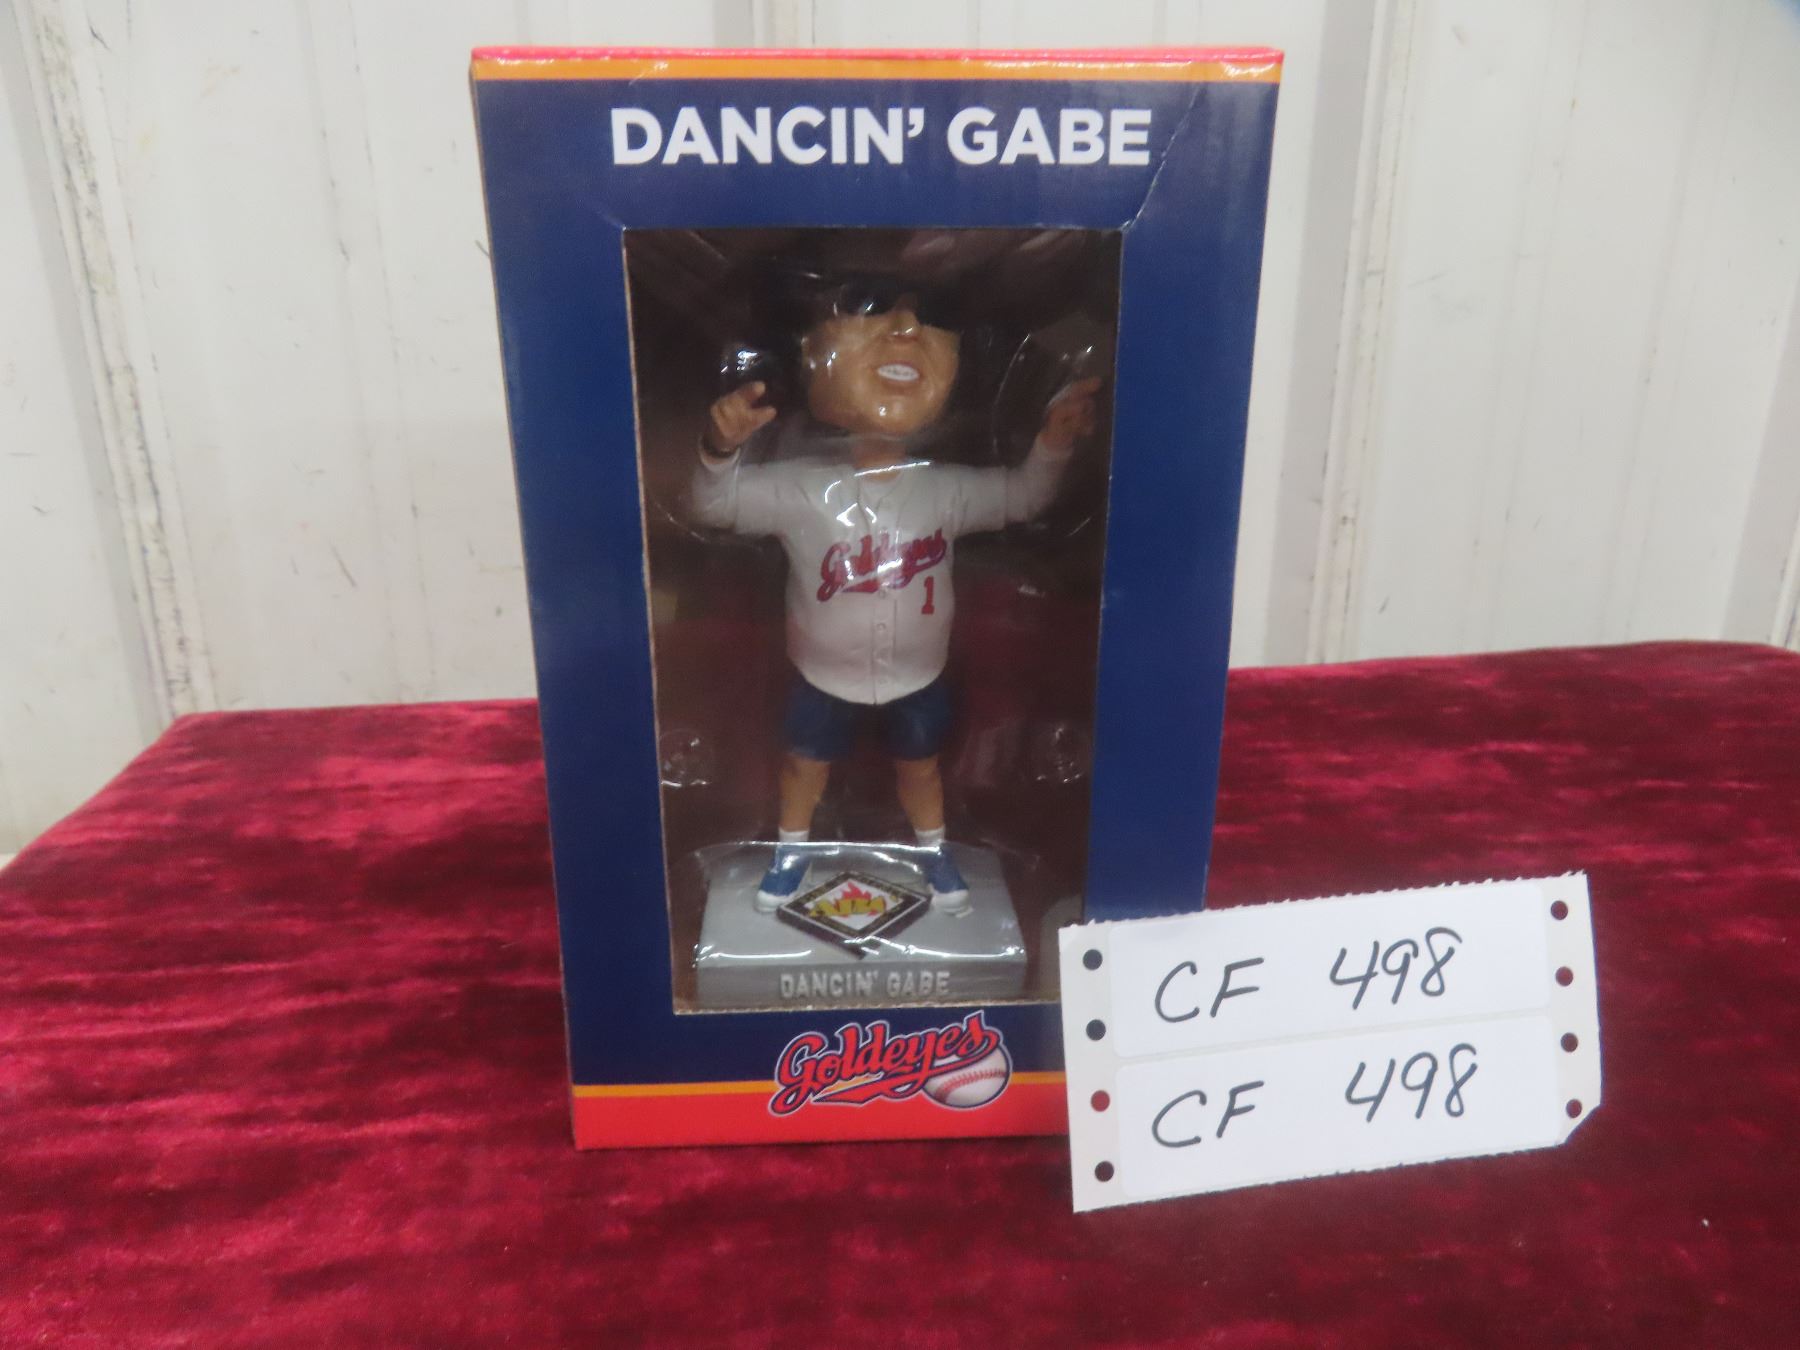 DANCIN' GABE
Goldeyes
1
DANCIN' GABE
Goldeyes
CF 498
CF 498